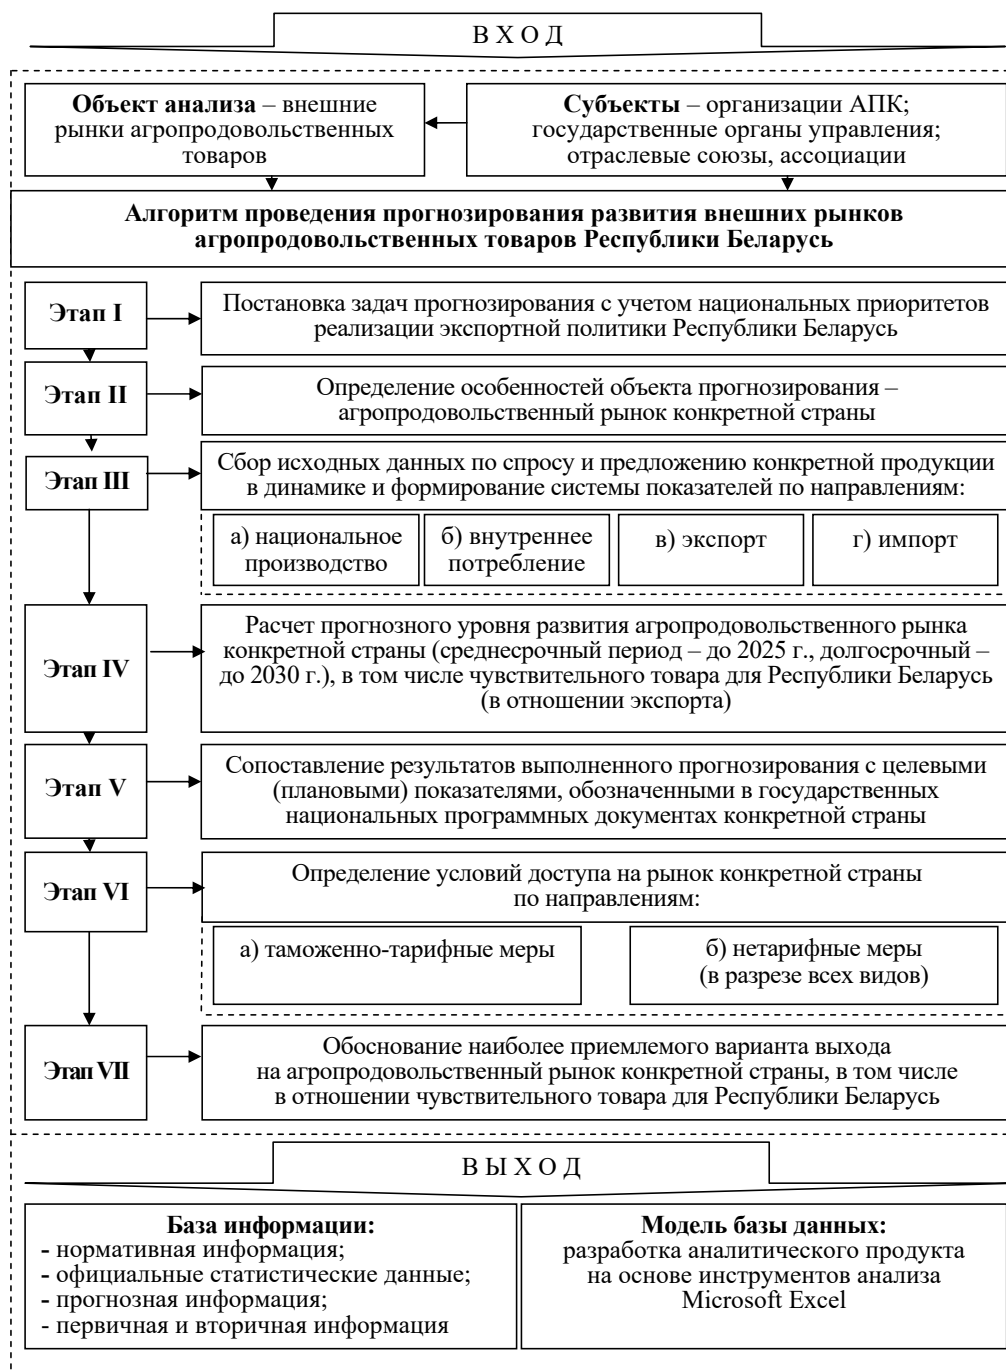 В Х О Д
Объект анализа – внешние
рынки агропродовольственных
товаров
Субъекты – организации АПК;
государственные органы управления;
отраслевые союзы, ассоциации
Алгоритм проведения прогнозирования развития внешних рынков
агропродовольственных товаров Республики Беларусь
Этап I
Постановка задач прогнозирования с учетом национальных приоритетов
реализации экспортной политики Республики Беларусь
Этап II
Определение особенностей объекта прогнозирования –
агропродовольственный рынок конкретной страны
Этап III
Сбор исходных данных по спросу и предложению конкретной продукции
в динамике и формирование системы показателей по направлениям:
а) национальное
производство
б) внутреннее
потребление
в) экспорт
г) импорт
Этап IV
Расчет прогнозного уровня развития агропродовольственного рынка
конкретной страны (среднесрочный период – до 2025 г., долгосрочный –
до 2030 г.), в том числе чувствительного товара для Республики Беларусь
(в отношении экспорта)
Этап V
Сопоставление результатов выполненного прогнозирования с целевыми
(плановыми) показателями, обозначенными в государственных
национальных программных документах конкретной страны
Этап VI
Определение условий доступа на рынок конкретной страны
по направлениям:
а) таможенно-тарифные меры
б) нетарифные меры
(в разрезе всех видов)
Этап VII
Обоснование наиболее приемлемого варианта выхода
на агропродовольственный рынок конкретной страны, в том числе
в отношении чувствительного товара для Республики Беларусь
В Ы Х О Д
База информации:
- нормативная информация;
- официальные статистические данные;
- прогнозная информация;
- первичная и вторичная информация
Модель базы данных:
разработка аналитического продукта
на основе инструментов анализа
Microsoft Excel